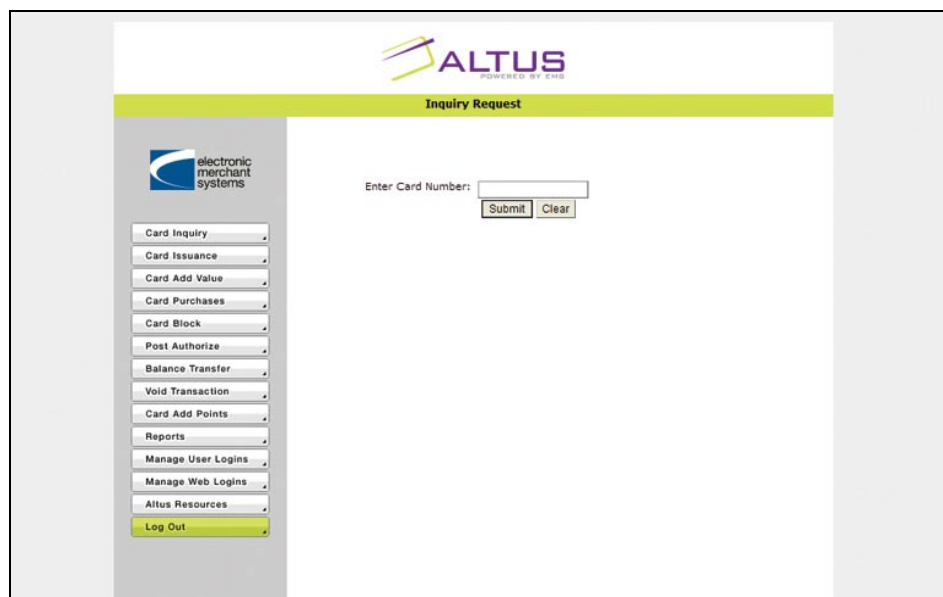 ALTUS
POWERED BY EMS
Inquiry Request
electronic
merchant
systems
Enter Card Number:
Submit Clear
Card Inquiry
Card Issuance
Card Add Value
Card Purchases
Card Block
Post Authorize
Balance Transfer
Void Transaction
Card Add Points
Reports
Manage User Logins
Manage Web Logins
Altus Resources
Log Out